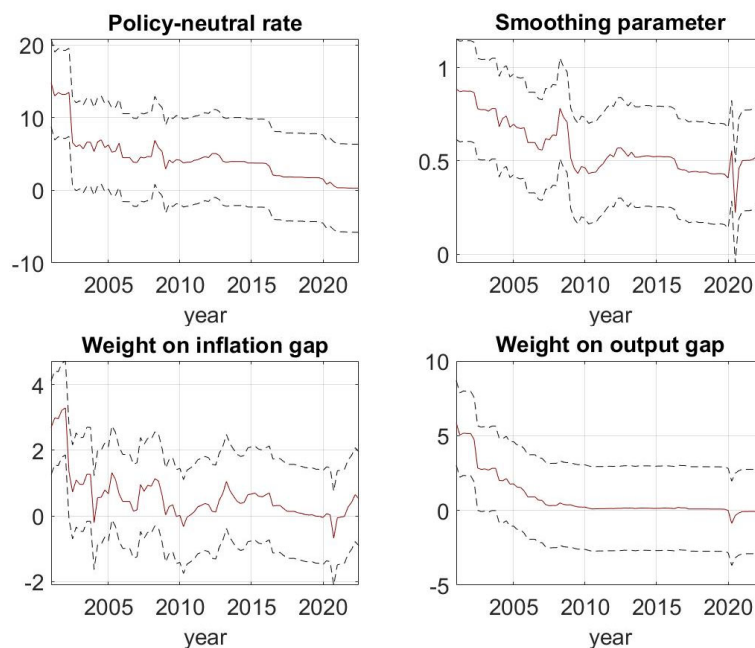 Policy-neutral rate
20
10
0
-10
2005 2010 2015 2020
year
Smoothing parameter
1
0.5
0
2005 2010 2015 2020
year
Weight on inflation gap
4
2
0
-2
2005 2010 2015 2020
year
Weight on output gap
10
5
0
-5
2005 2010 2015 2020
year